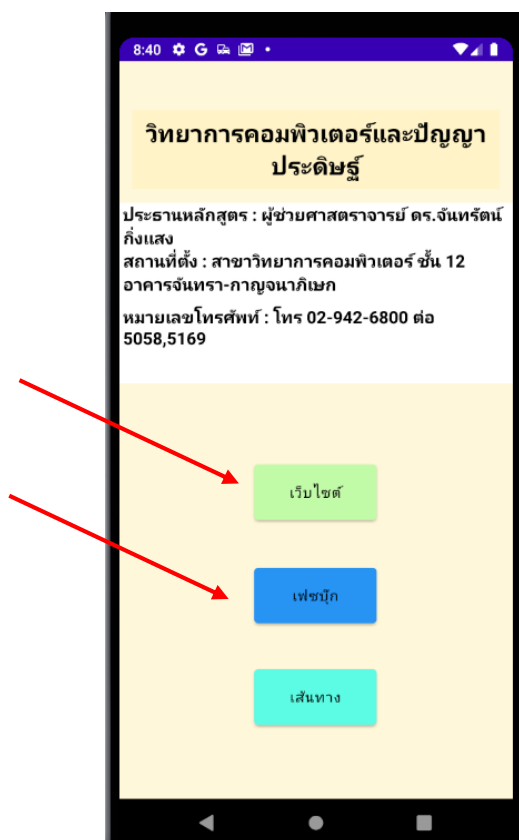 8:40
วิทยาการคอมพิวเตอร์และปัญญา
ประดิษฐ์
ประธานหลักสูตร : ผู้ช่วยศาสตราจารย์ ดร.จันทรัตน์
กิ่งแสง
สถานที่ตั้ง : สาขาวิทยาการคอมพิวเตอร์ ชั้น 12
อาคารจันทรา-กาญจนาภิเษก
หมายเลขโทรศัพท์ : โทร 02-942-6800 ต่อ
5058,5169
เว็บไซต์
เฟซบุ๊ก
เส้นทาง